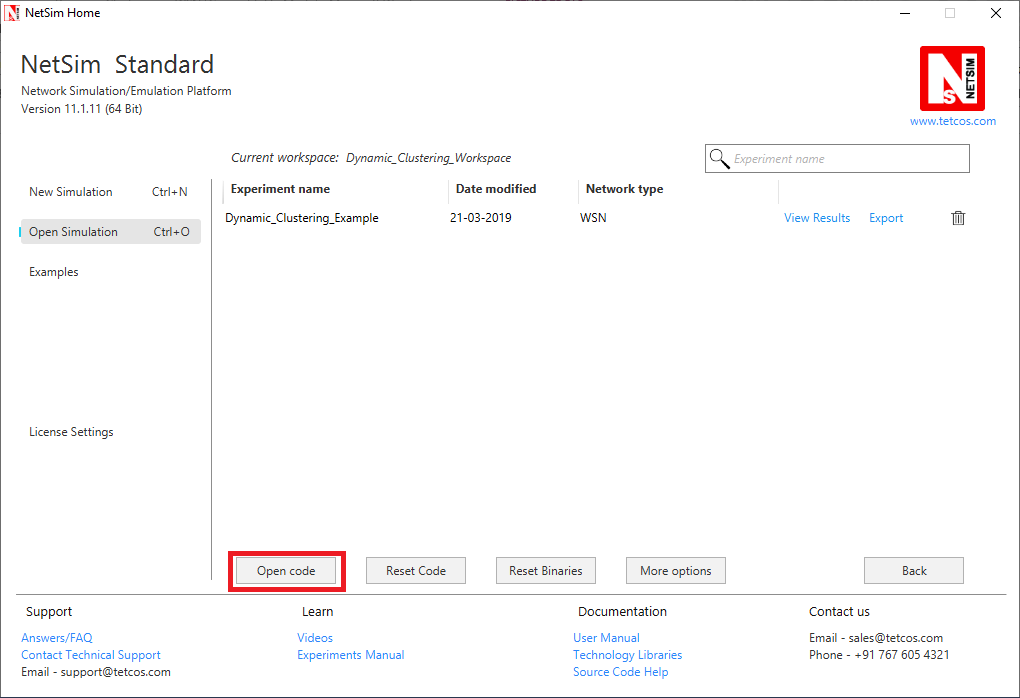 NetSim Home
NetSim Standard
Network Simulation/Emulation Platform
Version 11.1.11 (64 Bit)
NS NETSIM
www.tetcos.com
Current workspace: Dynamic_Clustering_Workspace
Experiment name
New Simulation Ctrl+N
Open Simulation Ctrl+O
Examples
License Settings
Experiment name Date modified Network type
Dynamic_Clustering_Example 21-03-2019 WSN View Results Export
Open code Reset Code Reset Binaries More options Back
Support
Answers/FAQ
Contact Technical Support
Email - support@tetcos.com
Learn
Videos
Experiments Manual
Documentation
User Manual
Technology Libraries
Source Code Help
Contact us
Email - sales@tetcos.com
Phone - +91 767 605 4321